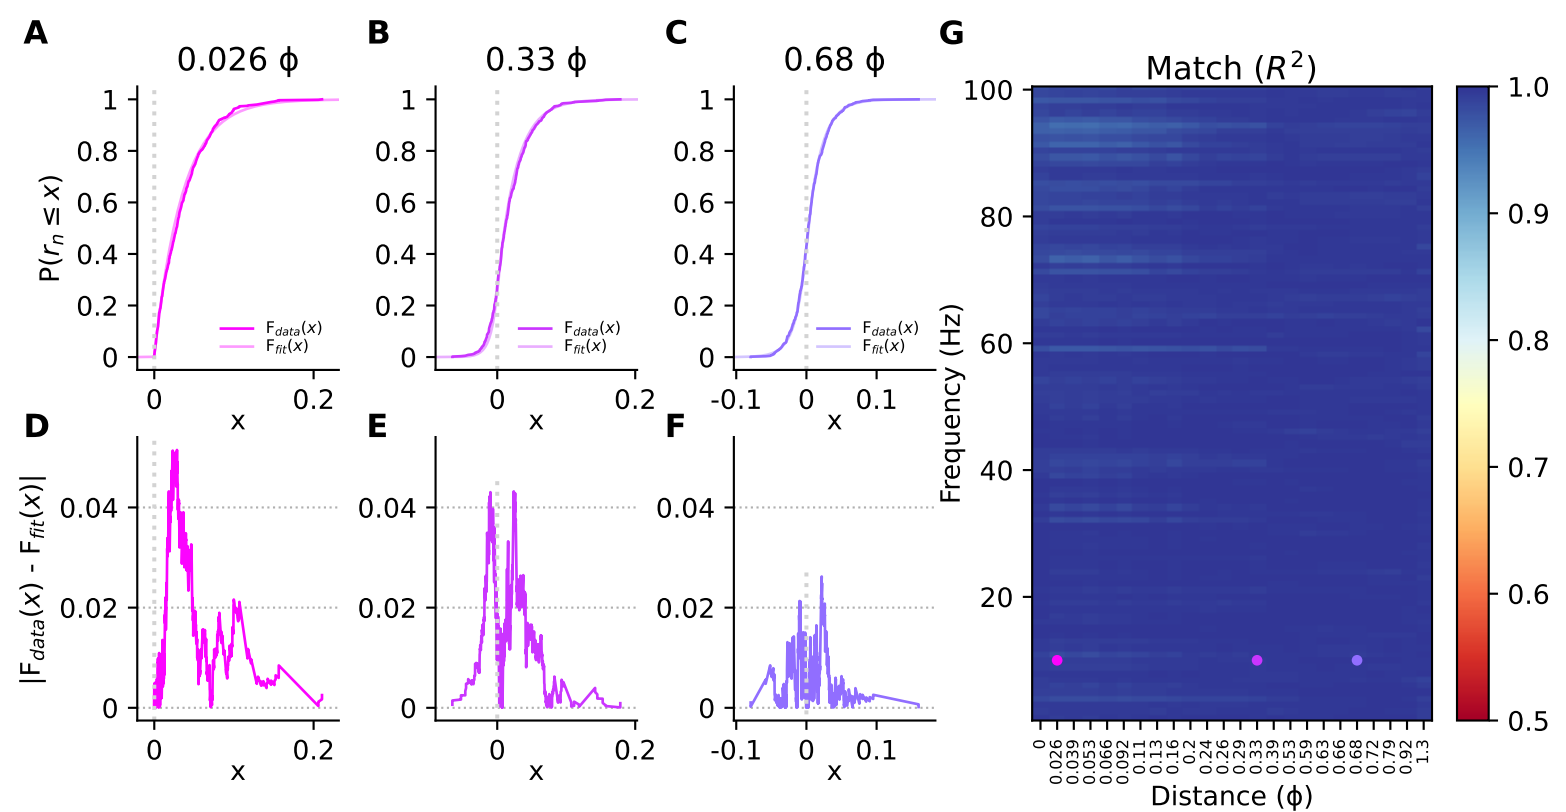 A
B
C
G
0.026 ϕ
0.33 ϕ
0.68 ϕ
Match (R²)
P(rₙ ≤ x)
1
0.8
0.6
0.4
0.2
0
F_data(x)
F_fit(x)
0
0.2
x
1
0.8
0.6
0.4
0.2
0
F_data(x)
F_fit(x)
0
0.2
x
1
0.8
0.6
0.4
0.2
0
F_data(x)
F_fit(x)
-0.1
0
0.1
x
D
E
F
|F_data(x) - F_fit(x)|
0.04
0.02
0
0
0.2
x
0.04
0.02
0
0
0.2
x
0.04
0.02
0
-0.1
0
0.1
x
Frequency (Hz)
100
80
60
40
20
0
0.026
0.039
0.053
0.066
0.092
0.11
0.13
0.16
0.2
0.24
0.26
0.29
0.33
0.39
0.53
0.59
0.63
0.66
0.68
0.72
0.79
0.92
1.3
Distance (ϕ)
1.0
0.9
0.8
0.7
0.6
0.5